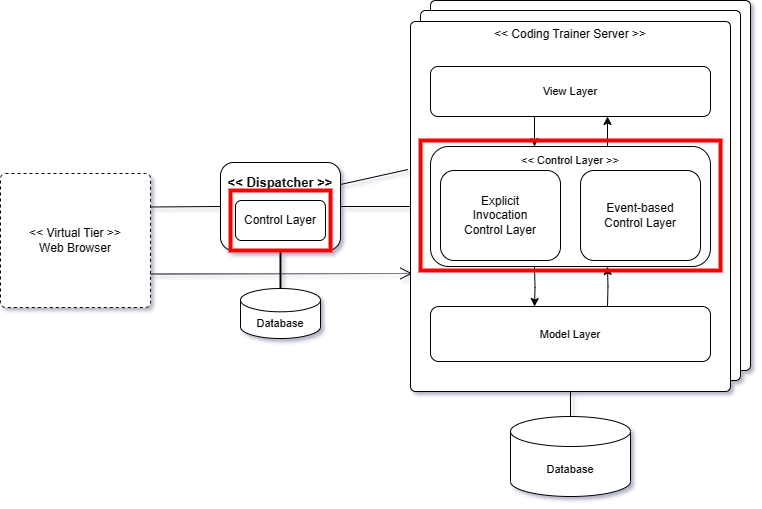 << Coding Trainer Server >>
View Layer
<< Control Layer >>
Explicit
Invocation
Control Layer
Event-based
Control Layer
Model Layer
Database
<< Dispatcher >>
Control Layer
Database
<< Virtual Tier >>
Web Browser